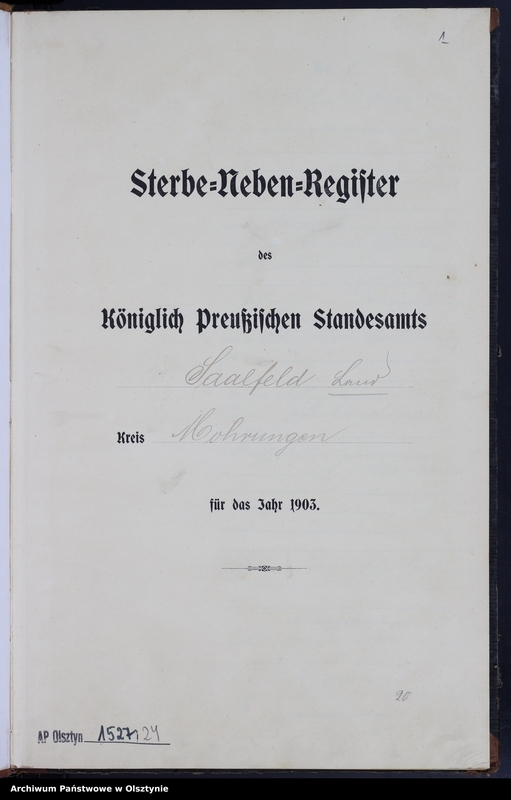 1
Sterbe=Neben=Register
des
Königlich Preußischen Standesamts
Saalfeld Land
Kreis Mohrungen
für das Jahr 1903.
20
AP Olsztyn 1527/24
Archiwum Państwowe w Olsztynie